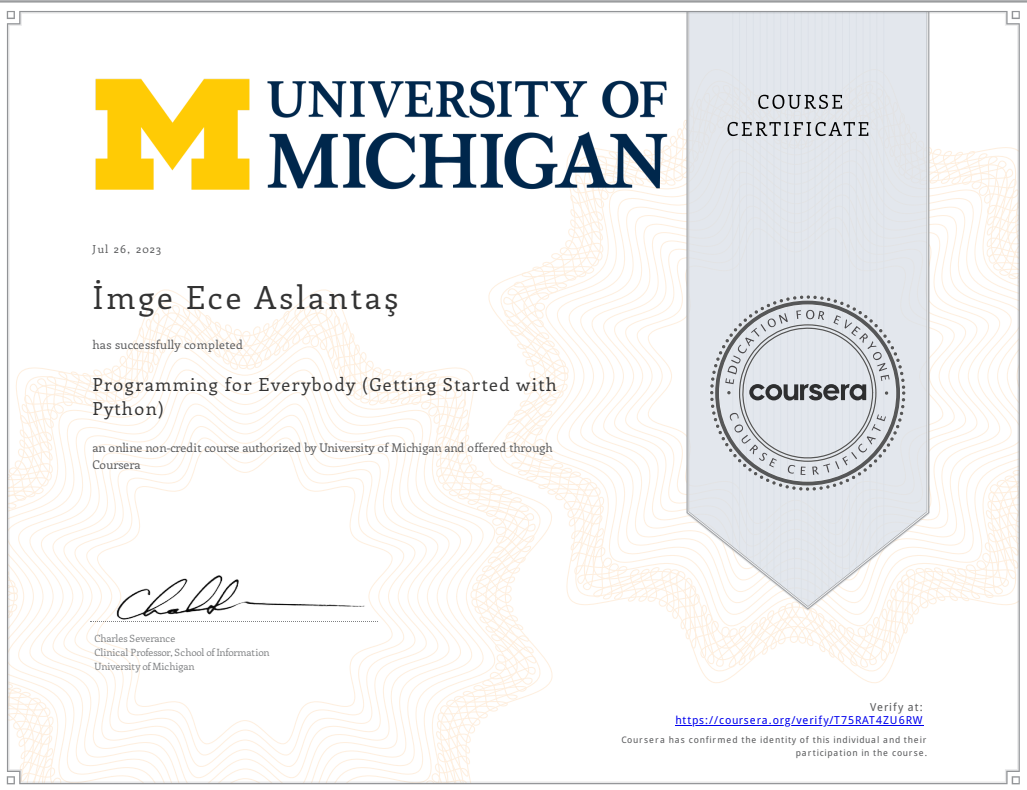 UNIVERSITY OF
MICHIGAN
COURSE
CERTIFICATE
Jul 26, 2023
İmge Ece Aslantaş
has successfully completed
Programming for Everybody (Getting Started with
Python)
an online non-credit course authorized by University of Michigan and offered through
Coursera
EDUCATION FOR EVERYONE
coursera
COURSE CERTIFICATE
Charles Severance
Clinical Professor, School of Information
University of Michigan
Verify at:
https://coursera.org/verify/T75RAT4ZU6RW
Coursera has confirmed the identity of this individual and their
participation in the course.